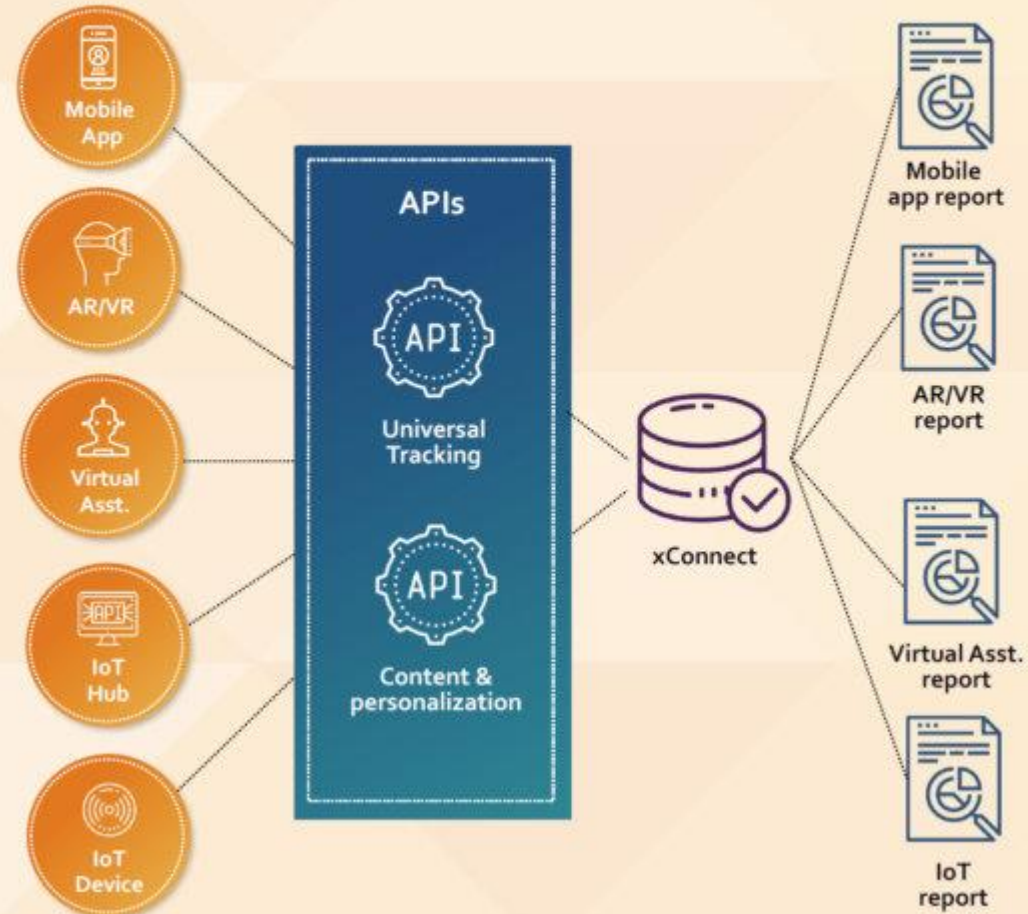 Mobile
App
AR/VR
Virtual
Asst.
API
IoT
Hub
IoT
Device
APIs
API
Universal
Tracking
API
Content &
personalization
xConnect
Mobile
app report
AR/VR
report
Virtual Asst.
report
IoT
report